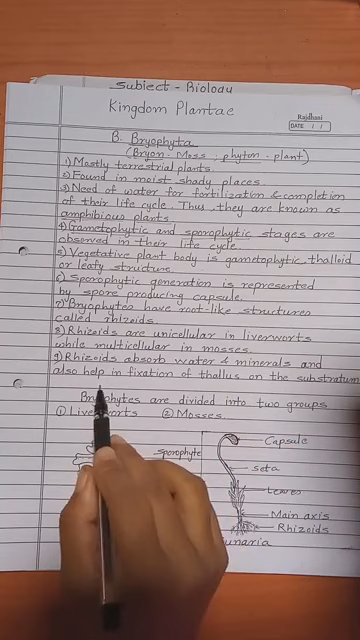 Subject - Biology
Kingdom Plantae
Rajdhani
DATE / /
B. Bryophyta
(Bryon - Moss, phyton - plant)
1) Mostly terrestrial plants.
2) Found in moist shady places
3) Need of water for fortilization & completion
of their life cycle. Thus, they are known as
amphibious plants
4) Gametophytic and sporophytic stages are
observed in their life cycle.
5) Vegetative plant body is gametophytic thalloid
or leafy structure.
6) Sporophytic generation is represented
by spore producing capsule.
7) Bryophytes have root-like structures
called rhizoids
8) Rhizoids are unicellular in liverworts
while multicellular in mosses.
9) Rhizoids absorb water & minerals and
also help in fixation of thallus on the substratum
Bryophytes are divided into two groups
① Liverworts ② Mosses
sporophyte
Capsule
seta
Leaves
Main axis
Rhizoids
Funaria